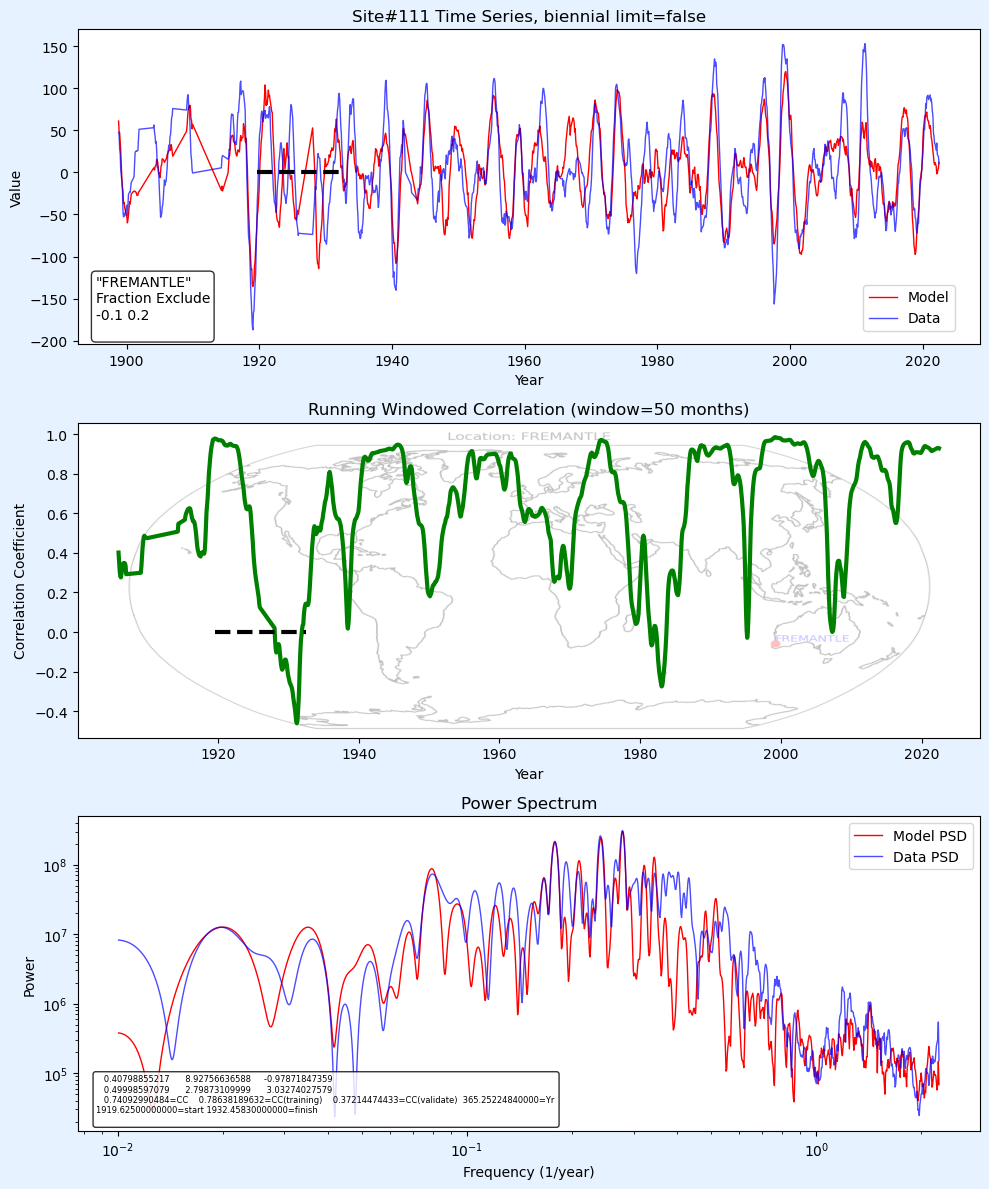 Site#111 Time Series, biennial limit=false
150
100
50
0
−50
−100
−150
−200
Value
"FREMANTLE"
Fraction Exclude
-0.1 0.2
Model
Data
1900
1920
1940
1960
1980
2000
2020
Year
Running Windowed Correlation (window=50 months)
Location: FREMANTLE
1.0
0.8
0.6
0.4
0.2
0.0
−0.2
−0.4
Correlation Coefficient
FREMANTLE
1920
1940
1960
1980
2000
2020
Year
Power Spectrum
Model PSD
Data PSD
10⁸
10⁷
10⁶
10⁵
Power
0.40798855217 8.92756636588 -0.97871847359
0.49998597079 2.79873109999 3.03274027579
0.74092990484=CC 0.78638189632=CC(training) 0.37214474433=CC(validate) 365.25224840000=Yr
1919.62500000000=start 1932.45830000000=finish
10⁻²
10⁻¹
10⁰
Frequency (1/year)